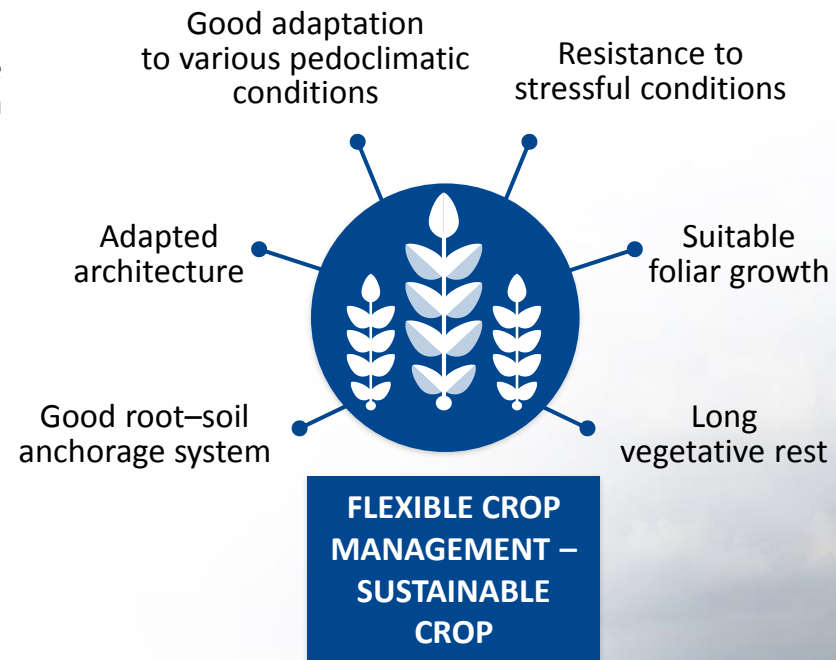 Good adaptation
to various pedoclimatic
conditions
Resistance to
stressful conditions
Adapted
architecture
Suitable
foliar growth
Good root–soil
anchorage system
Long
vegetative rest
FLEXIBLE CROP
MANAGEMENT –
SUSTAINABLE
CROP